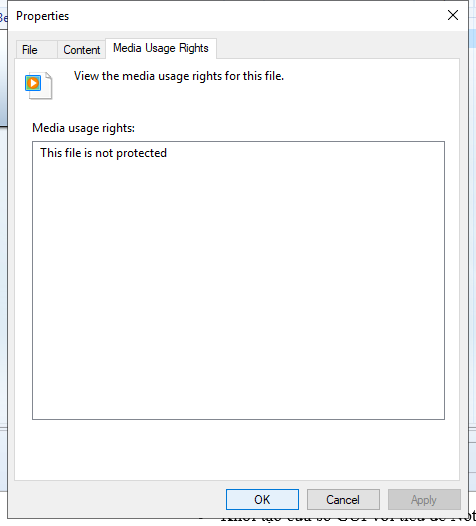 Properties
File
Content
Media Usage Rights
View the media usage rights for this file.
Media usage rights:
This file is not protected
OK
Cancel
Apply